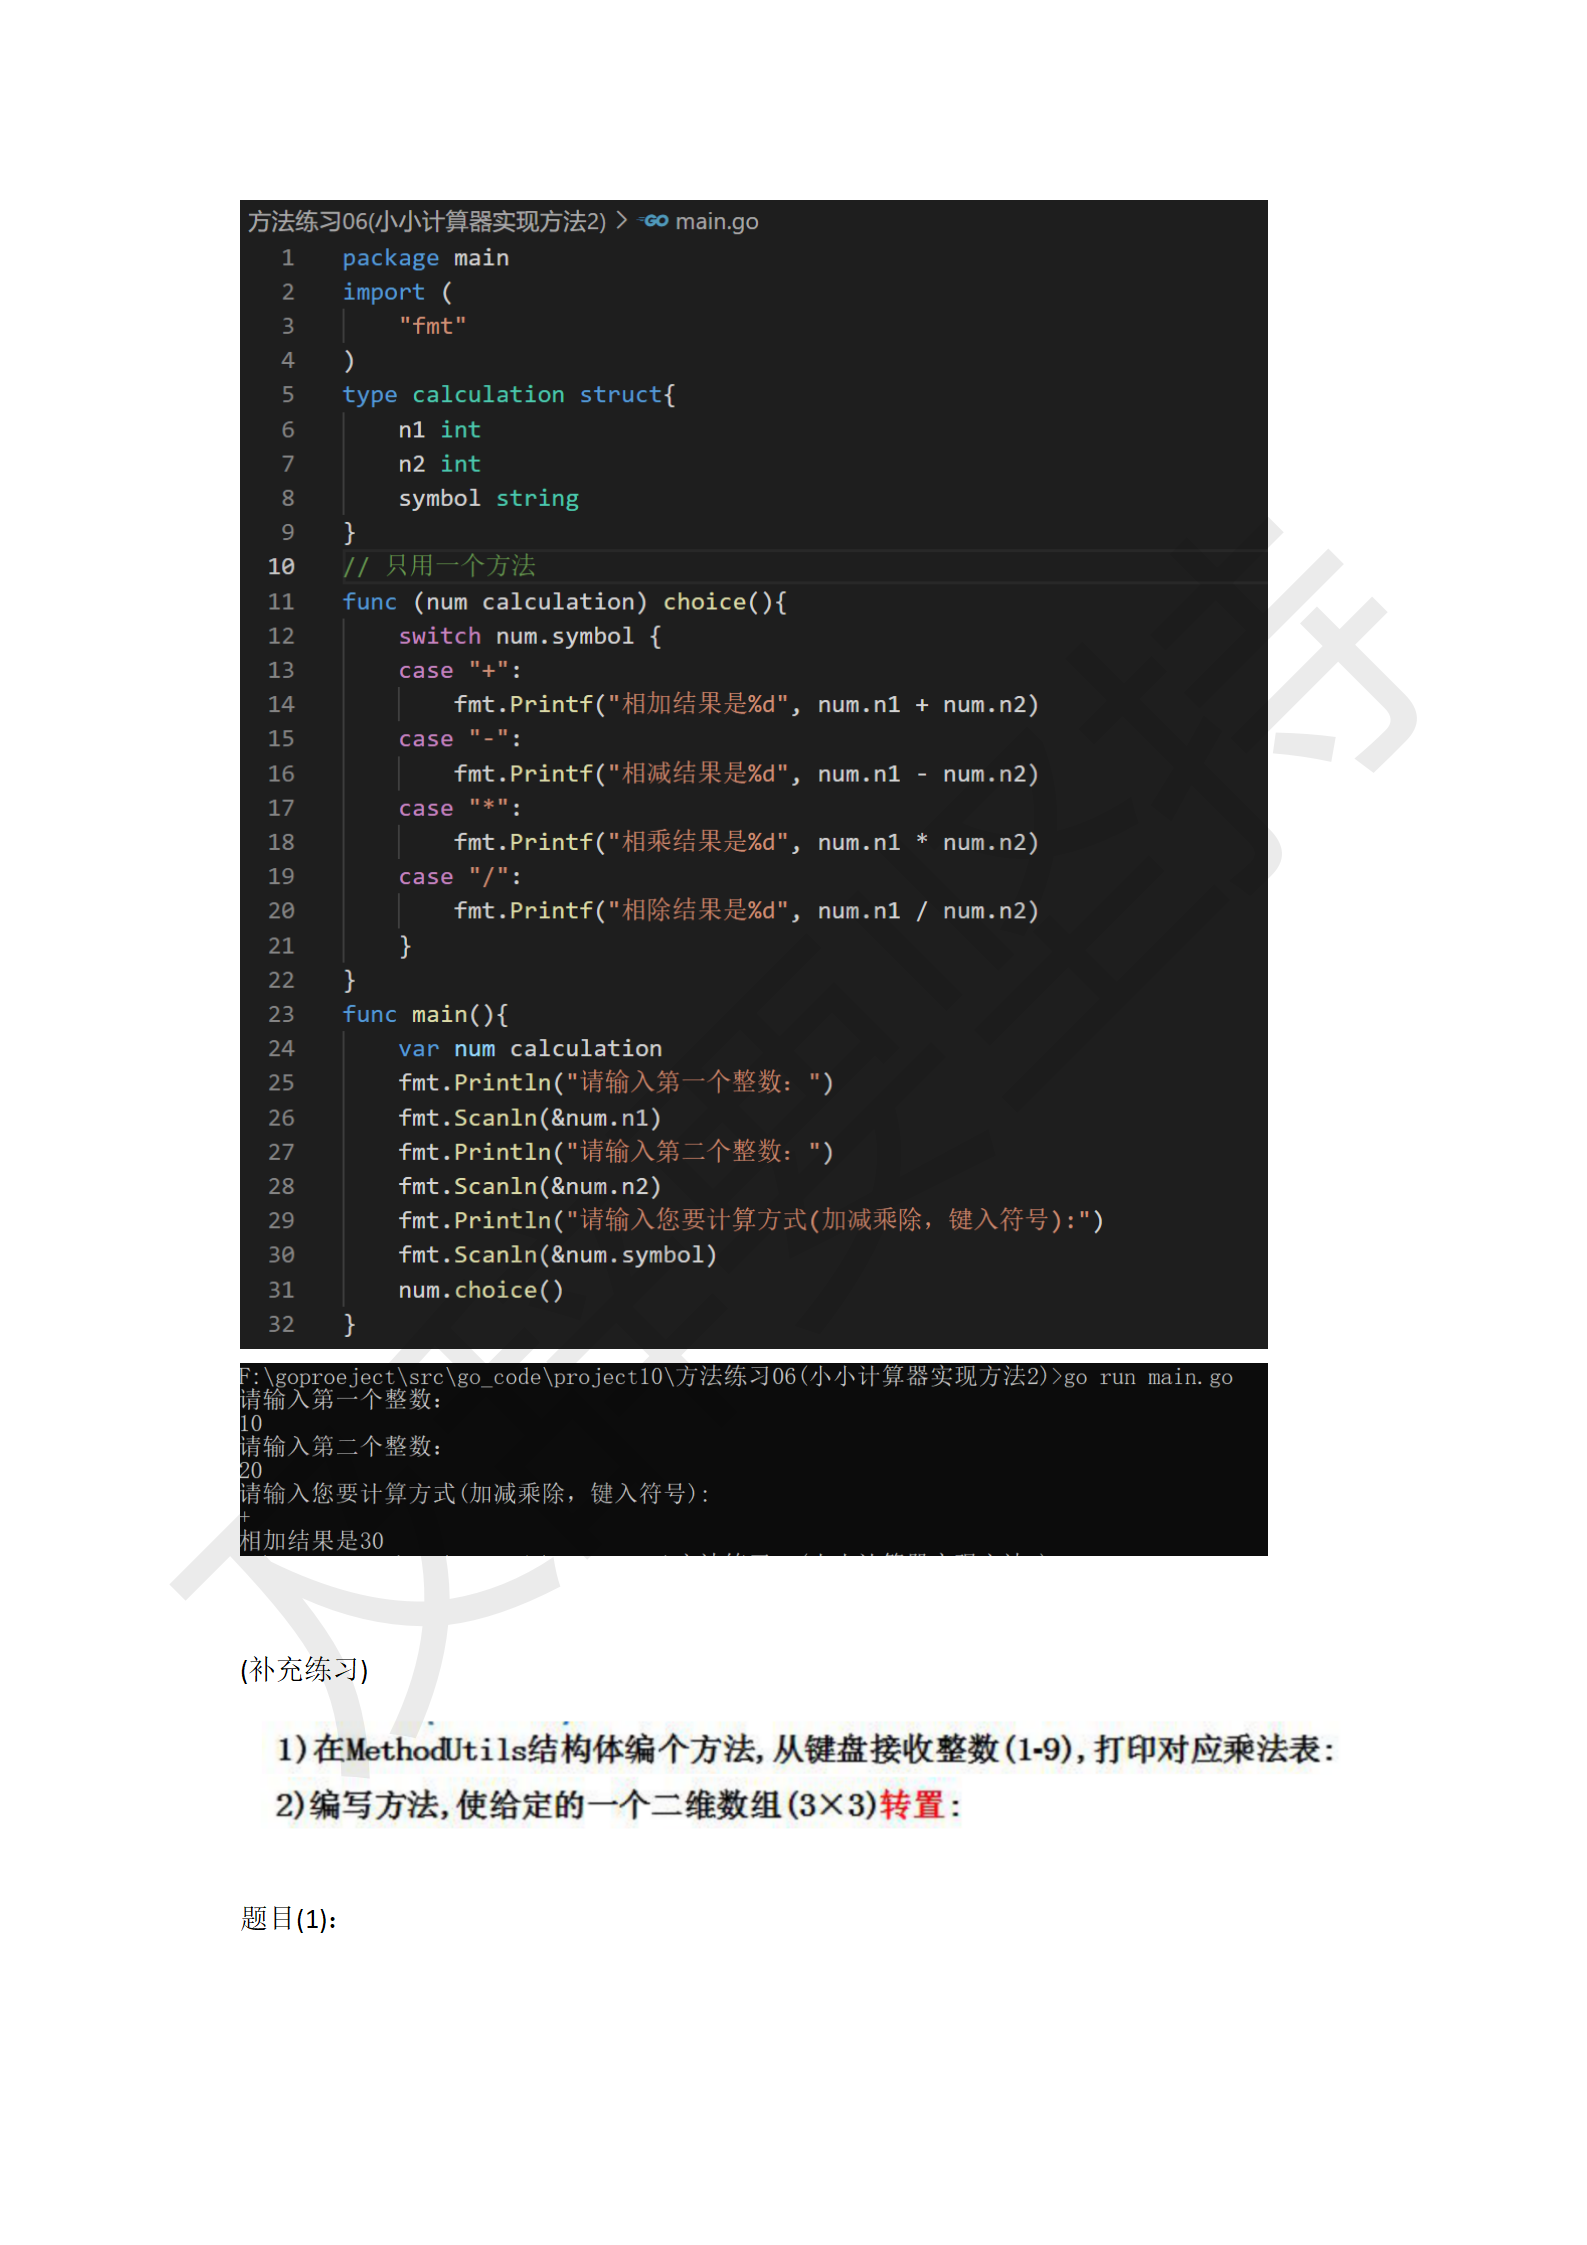 方法练习06(小小计算器实现方法2) > GO main.go
1 package main
2 import (
3 "fmt"
4 )
5 type calculation struct{
6 n1 int
7 n2 int
8 symbol string
9 }
10 // 只用一个方法
11 func (num calculation) choice(){
12 switch num.symbol {
13 case "+":
14 fmt.Printf("相加结果是%d", num.n1 + num.n2)
15 case "-":
16 fmt.Printf("相减结果是%d", num.n1 - num.n2)
17 case "*":
18 fmt.Printf("相乘结果是%d", num.n1 * num.n2)
19 case "/":
20 fmt.Printf("相除结果是%d", num.n1 / num.n2)
21 }
22 }
23 func main(){
24 var num calculation
25 fmt.Println("请输入第一个整数：")
26 fmt.Scanln(&num.n1)
27 fmt.Println("请输入第二个整数：")
28 fmt.Scanln(&num.n2)
29 fmt.Println("请输入您要计算方式(加减乘除，键入符号):")
30 fmt.Scanln(&num.symbol)
31 num.choice()
32 }
F:\goproeject\src\go_code\project10\方法练习06(小小计算器实现方法2)>go run main.go
请输入第一个整数：
10
请输入第二个整数：
20
请输入您要计算方式(加减乘除，键入符号):
+
相加结果是30
(补充练习)
1)在MethodUtils结构体编个方法,从键盘接收整数(1-9),打印对应乘法表:
2)编写方法,使给定的一个二维数组(3×3)转置:
题目(1)：